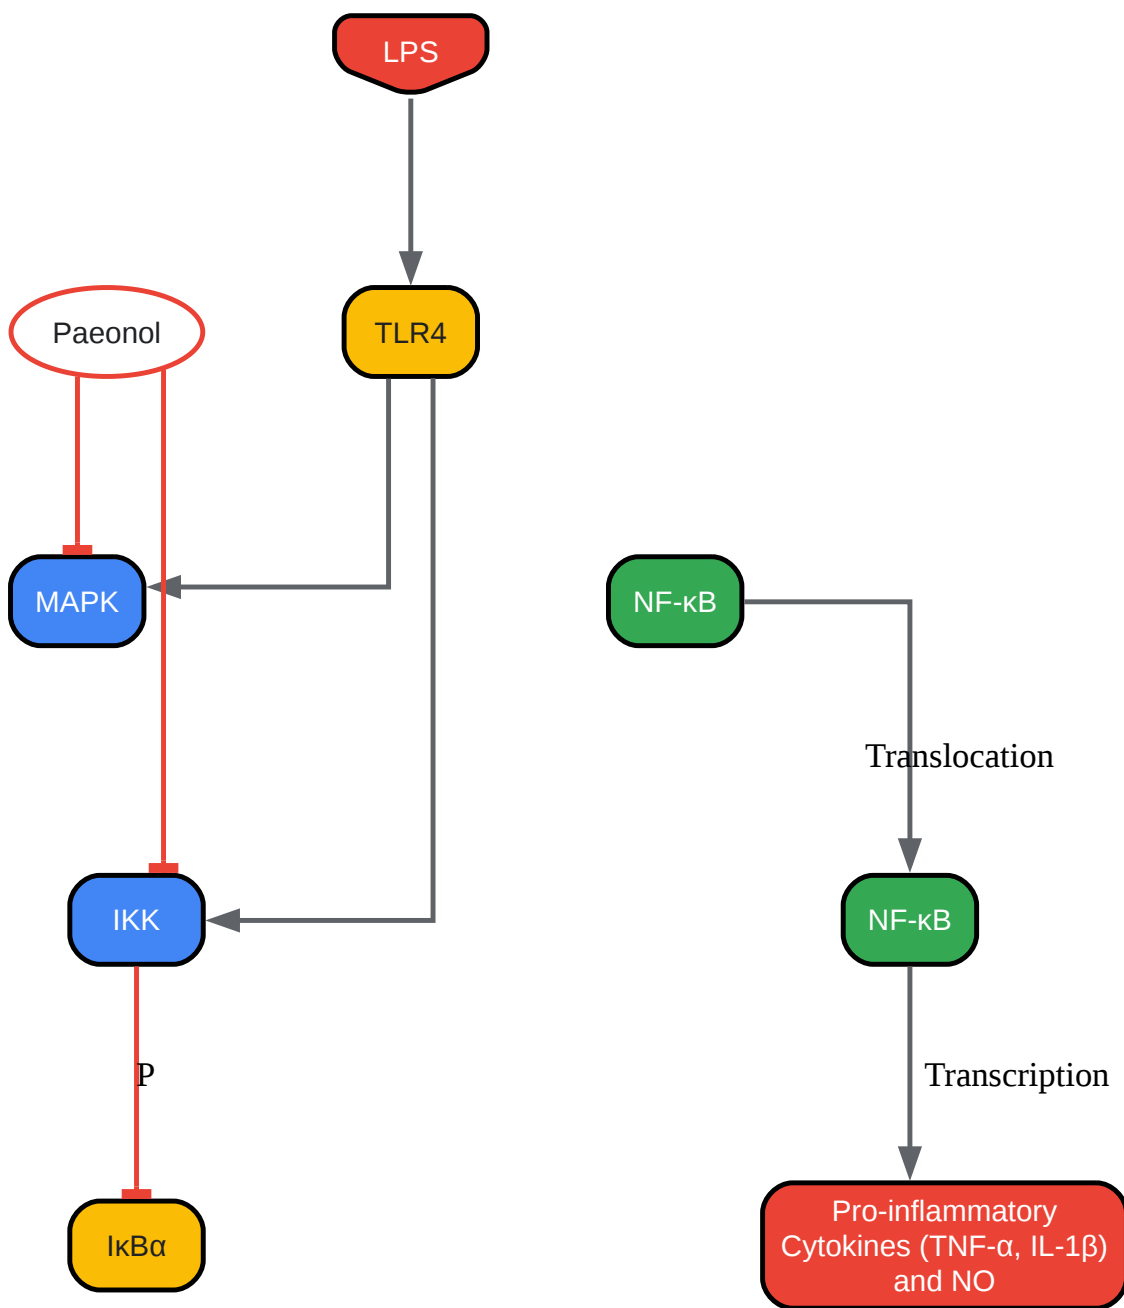 LPS
Paeonol
TLR4
MAPK
NF-κB
Translocation
IKK
NF-κB
P
Transcription
IκBα
Pro-inflammatory
Cytokines (TNF-α, IL-1β)
and NO